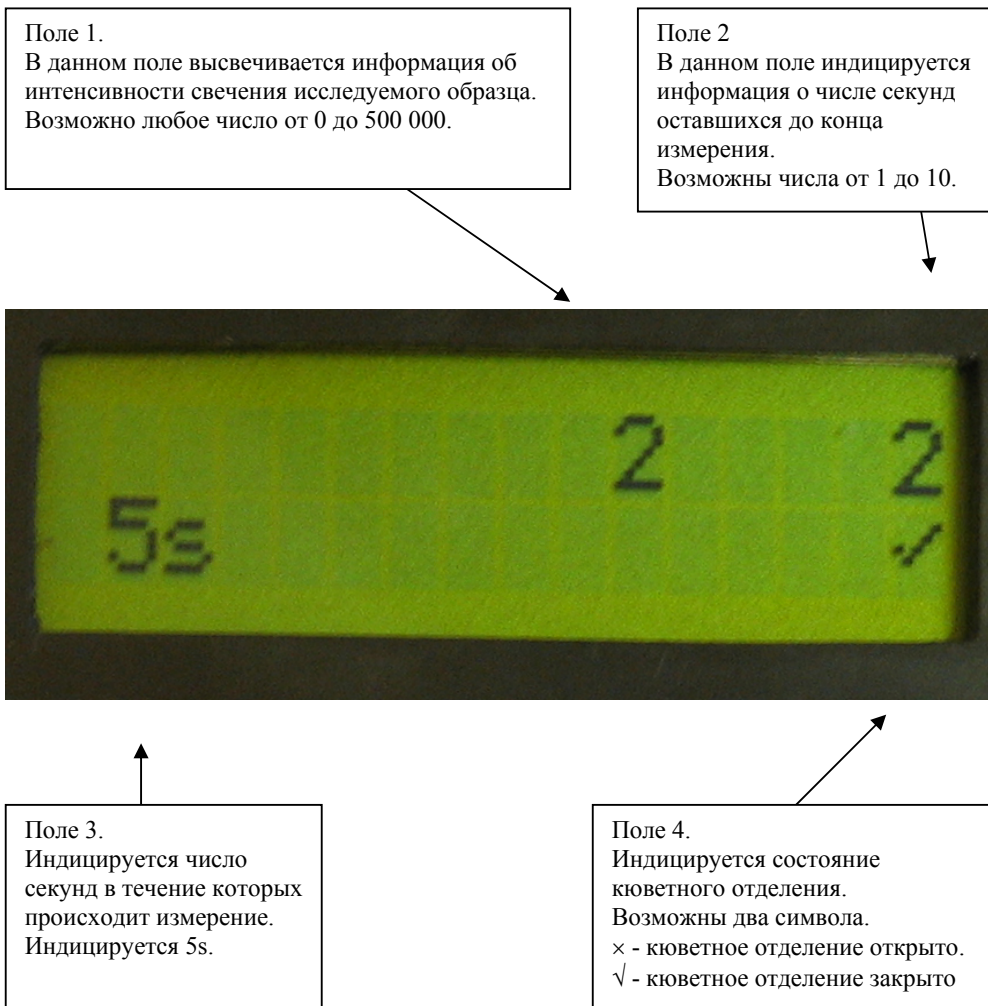 Поле 1.
В данном поле высвечивается информация об
интенсивности свечения исследуемого образца.
Возможно любое число от 0 до 500 000.
Поле 2
В данном поле индицируется
информация о числе секунд
оставшихся до конца
измерения.
Возможны числа от 1 до 10.
2 2
5s ✓
Поле 3.
Индицируется число
секунд в течение которых
происходит измерение.
Индицируется 5s.
Поле 4.
Индицируется состояние
кюветного отделения.
Возможны два символа.
× - кюветное отделение открыто.
√ - кюветное отделение закрыто